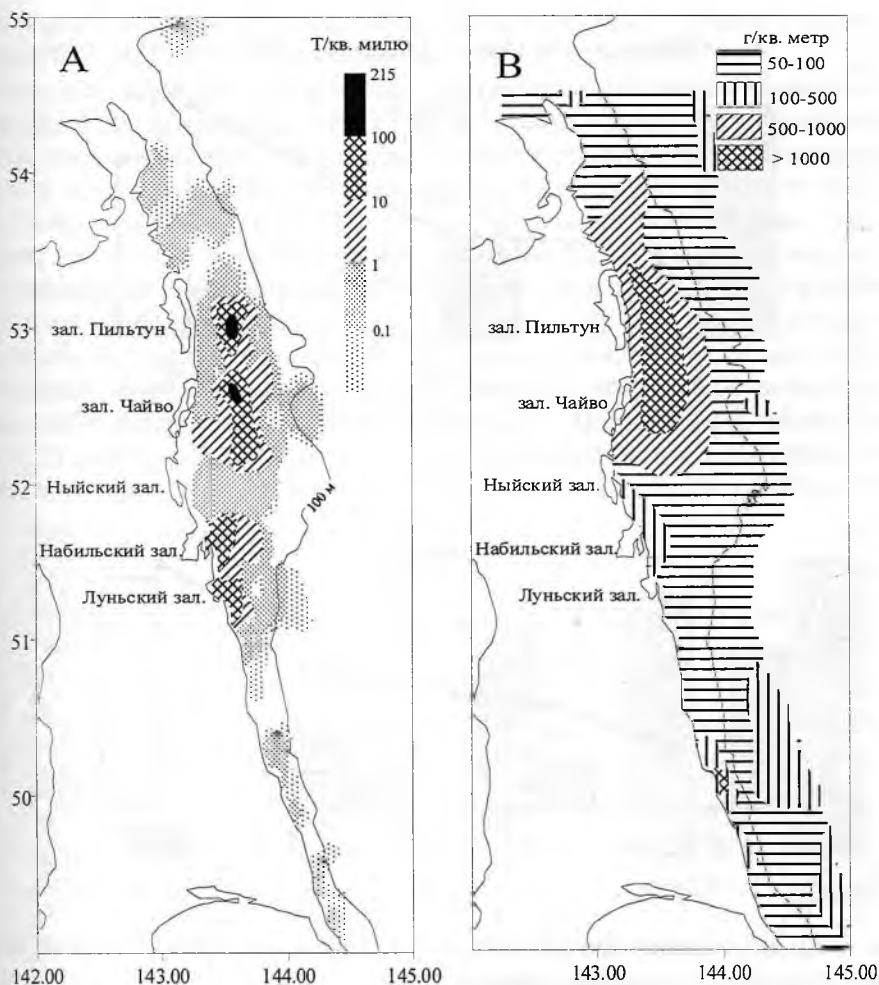 55
А
Т/кв. милю
215
100
10
1
0.1
54
53
52
51
50
зал. Пильтун
зал. Чайво
Ныйский зал.
Набильский зал.
Луньский зал.
100 м
142.00
143.00
144.00
145.00
В
г/кв. метр
50-100
100-500
500-1000
> 1000
зал. Пильтун
зал. Чайво
Ныйский зал.
Набильский зал.
Луньский зал.
143.00
144.00
145.00